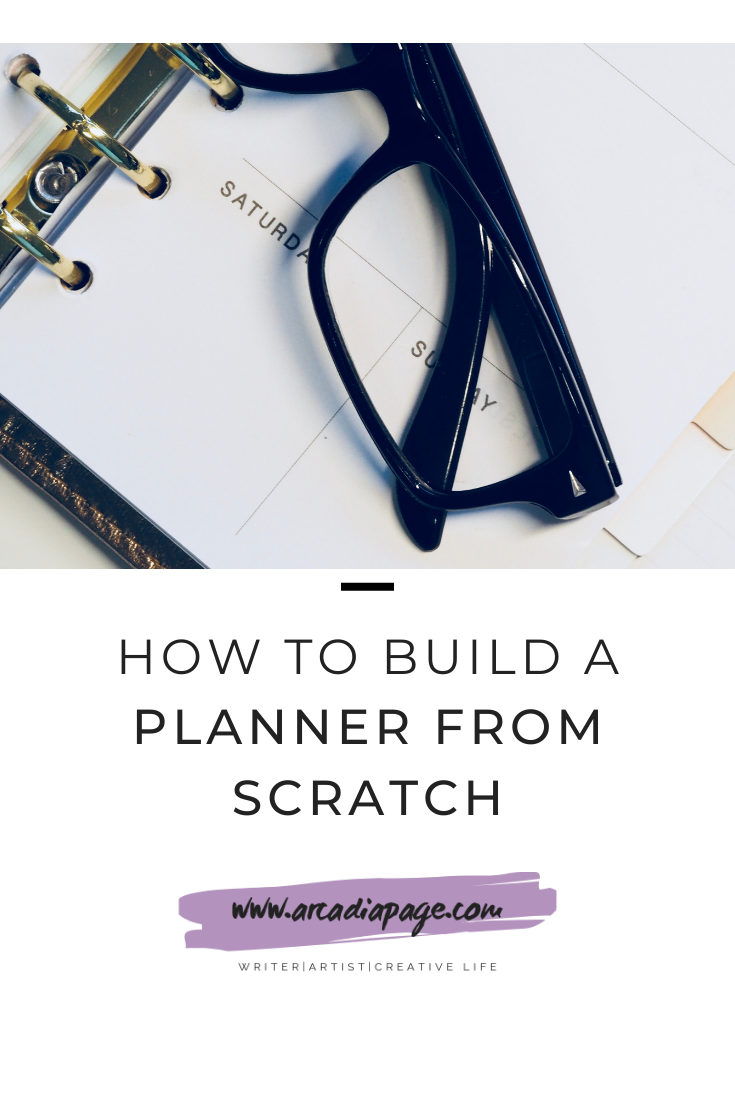 SATURDA
HOW TO BUILD A
PLANNER FROM
SCRATCH
www.arcadiapage.com
WRITER|ARTIST|CREATIVE LIFE